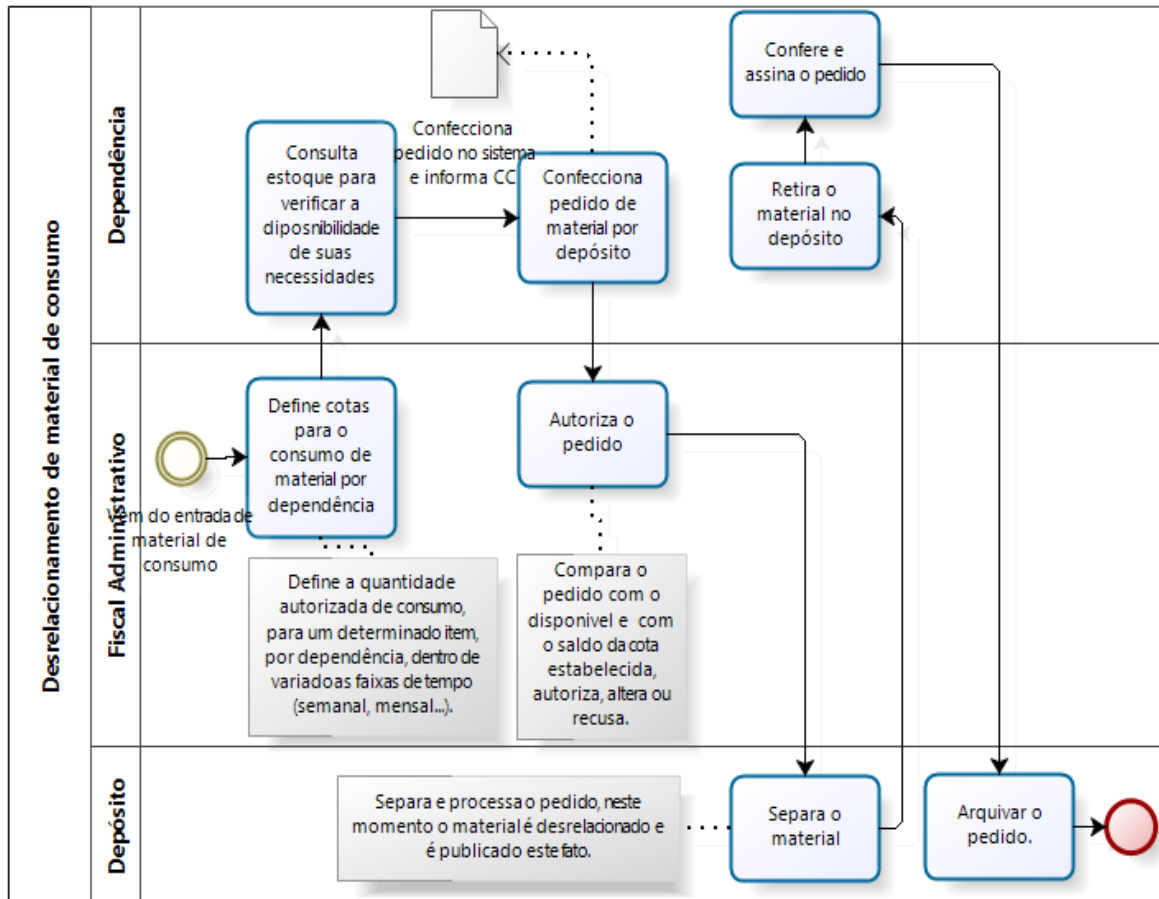 Desrelacionamento de material de consumo
Dependência
Consulta
estoque para
verificar a
diposnibilidade
de suas
necessidades
Confecciona
pedido no sistema
e informa CC
Confecciona
pedido de
material por
depósito
Confere e
assina o pedido
Retira o
material no
depósito
Fiscal Administrativo
Vem do entrada de
material de
consumo
Define cotas
para o
consumo de
material por
dependência
Define a quantidade
autorizada de consumo,
para um determinado item,
por dependência, dentro de
variadoas faixas de tempo
(semanal, mensal...).
Autoriza o
pedido
Compara o
pedido com o
disponivel e com
o saldo da cota
estabelecida,
autoriza, altera ou
recusa.
Depósito
Separa e processa o pedido, neste
momento o material é desrelacionado e
é publicado este fato.
Separa o
material
Arquivar o
pedido.